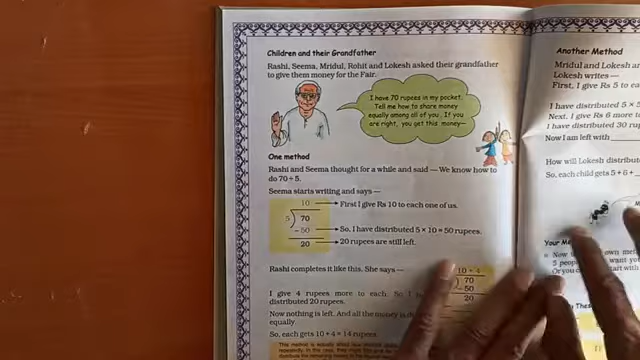 Children and their Grandfather
Rashi, Seema, Mridul, Rohit and Lokesh asked their grandfather
to give them money for the Fair.
I have 70 rupees in my pocket.
Tell me how to share money
equally among all of you. If you
are right, you get this money—
One method
Rashi and Seema thought for a while and said — We know how to
do 70 ÷ 5.
Seema starts writing and says —
10 First I give Rs 10 to each one of us.
5 70
–50 So, I have distributed 5 × 10 = 50 rupees.
20 20 rupees are still left.
Rashi completes it like this. She says —
10 + 4
70
– 50
20
I give 4 rupees more to each. So I
distributed 20 rupees.
Now nothing is left. And all the money is
equally.
So, each gets 10 + 4 = 14 rupees.
Another Method
Mridul and Lokesh
Lokesh writes —
First, I give Rs 5 to
I have distributed 5 ×
Next, I give Rs 6 more
I have distributed 30
Now I am left with
How will Lokesh
So, each child gets 5 + 6 +
Your